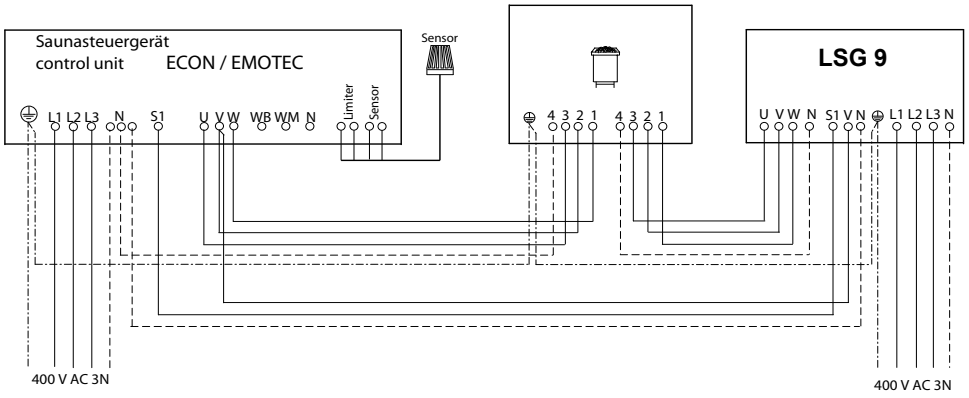 Saunasteuergerät
control unit ECON / EMOTEC
L1 L2 L3 N S1 U V W WB WM N Limiter Sensor
Sensor
4 3 2 1 4 3 2 1
LSG 9
U V W N S1 V N L1 L2 L3 N
400 V AC 3N
400 V AC 3N